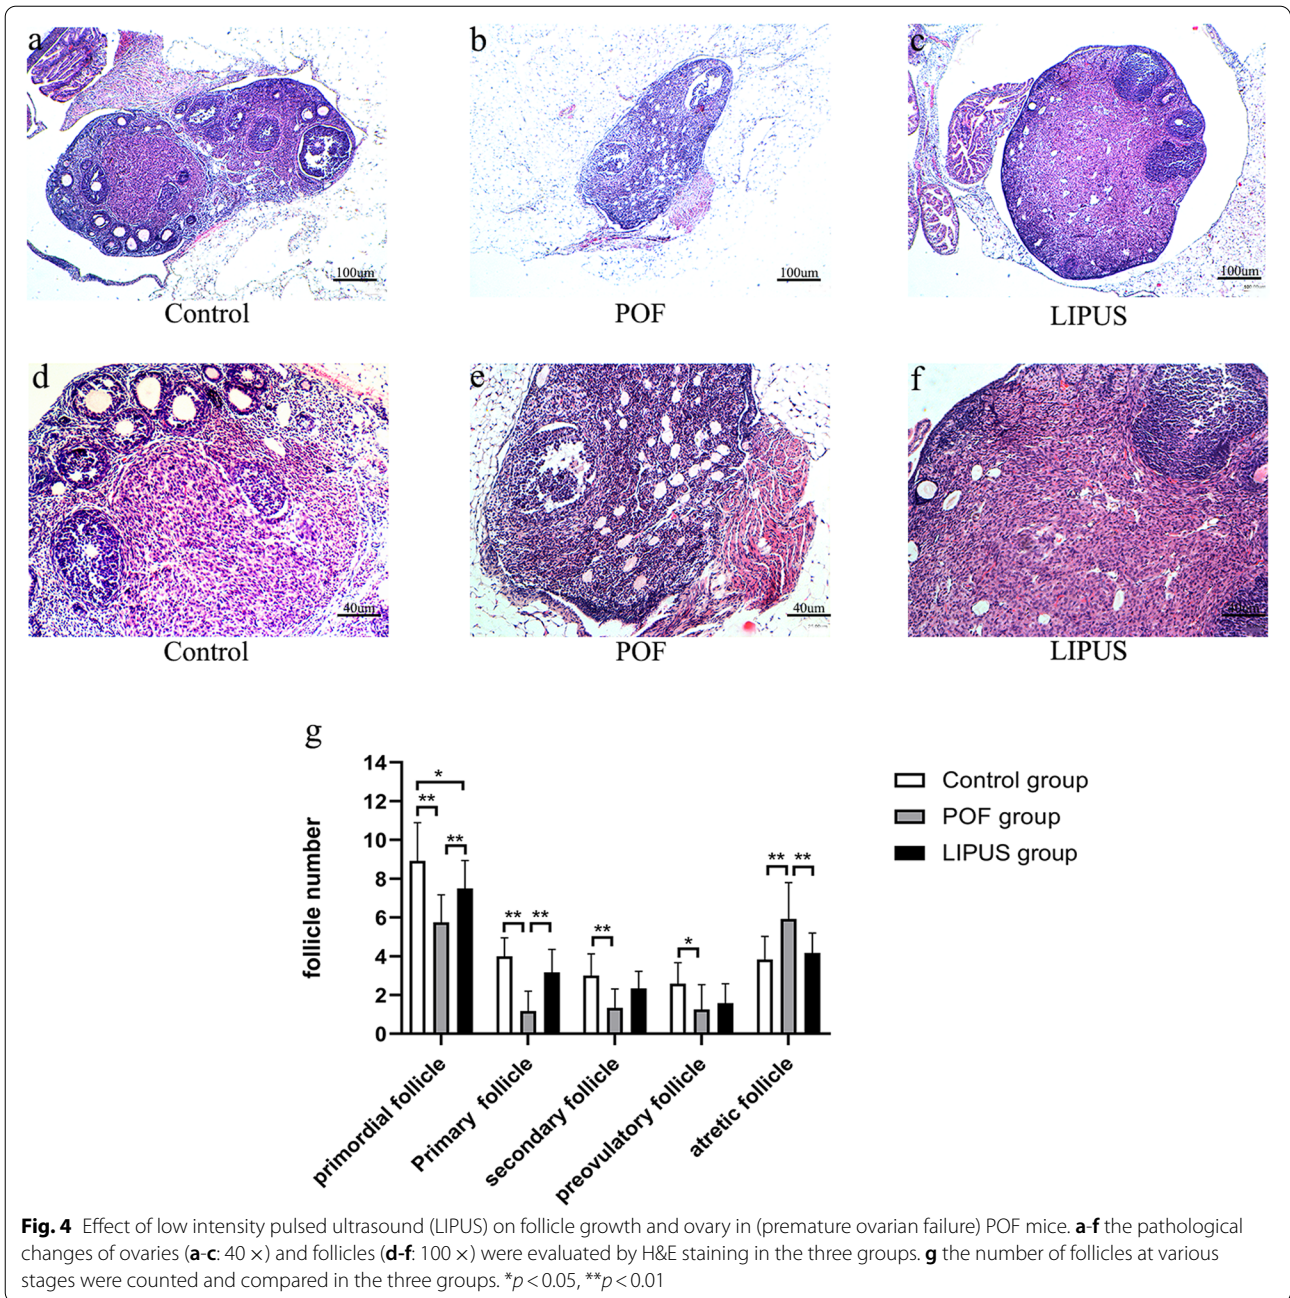 a
b
c
100um
100um
100um
Control
POF
LIPUS
d
e
f
40um
40um
40um
Control
POF
LIPUS
g
14
12
10
8
6
4
2
0
follicle number
*
**
**
**
**
**
*
**
**
primordial follicle
Primary follicle
secondary follicle
preovulatory follicle
atretic follicle
Control group
POF group
LIPUS group
Fig. 4 Effect of low intensity pulsed ultrasound (LIPUS) on follicle growth and ovary in (premature ovarian failure) POF mice. a-f the pathological
changes of ovaries (a-c: 40 ×) and follicles (d-f: 100 ×) were evaluated by H&E staining in the three groups. g the number of follicles at various
stages were counted and compared in the three groups. *p < 0.05, **p < 0.01